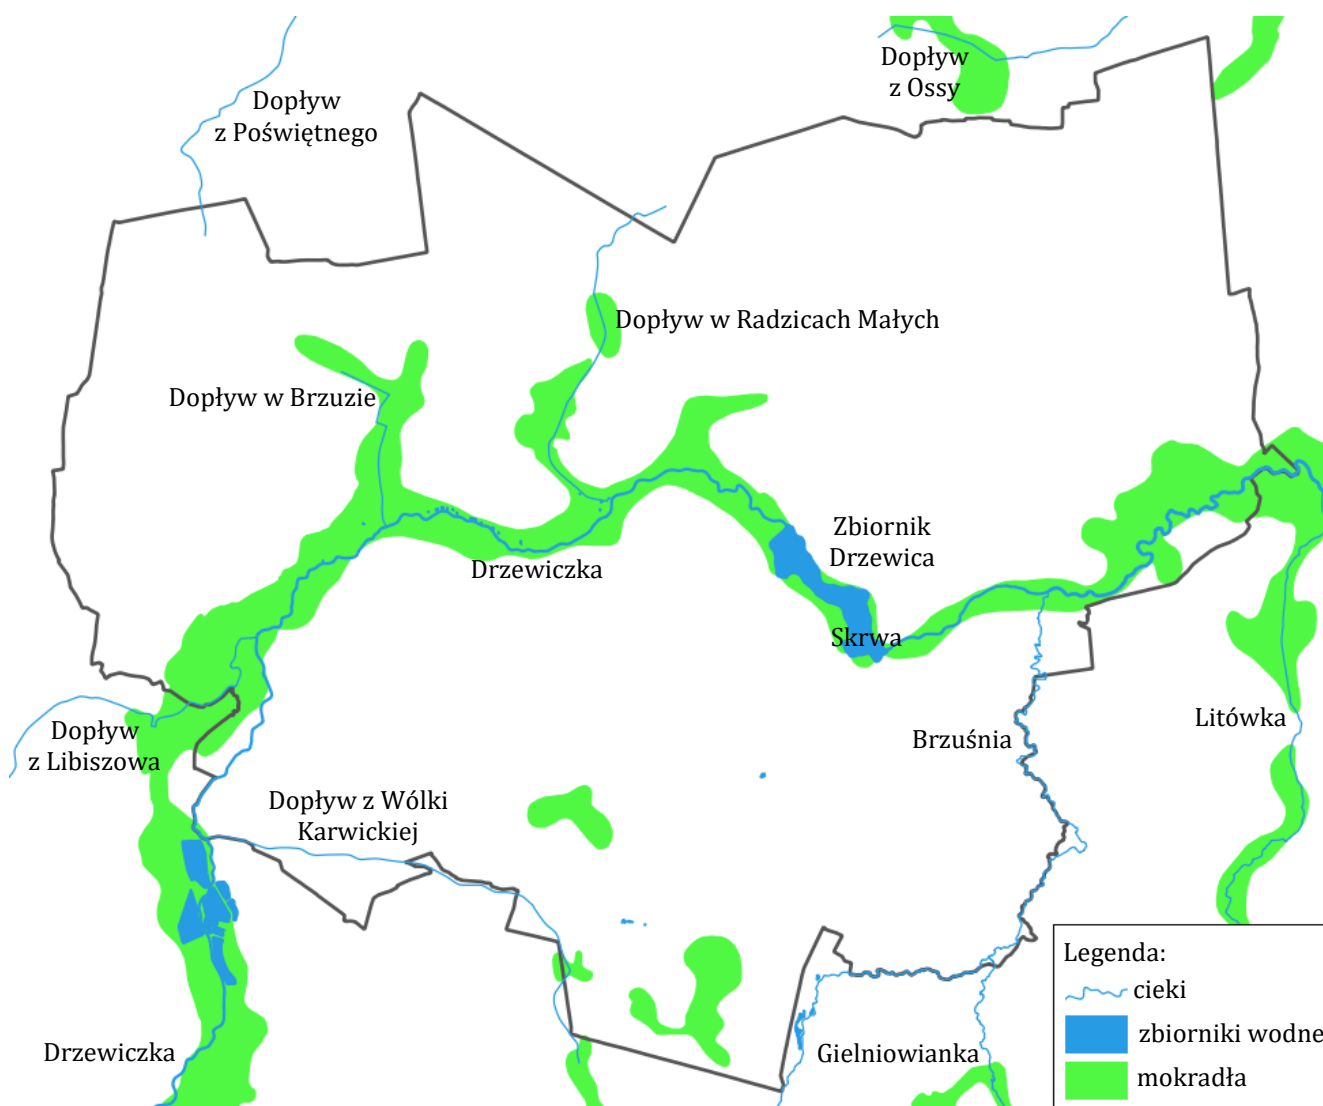 Dopływ
z Ossy
Dopływ
z Poświętnego
Dopływ w Radzicach Małych
Dopływ w Brzuzie
Zbiornik
Drzewica
Drzewiczka
Skrwa
Litówka
Brzuśnia
Dopływ
z Libiszowa
Dopływ z Wólki
Karwickiej
Drzewiczka
Gielniowianka
Legenda:
cieki
zbiorniki wodne
mokradła